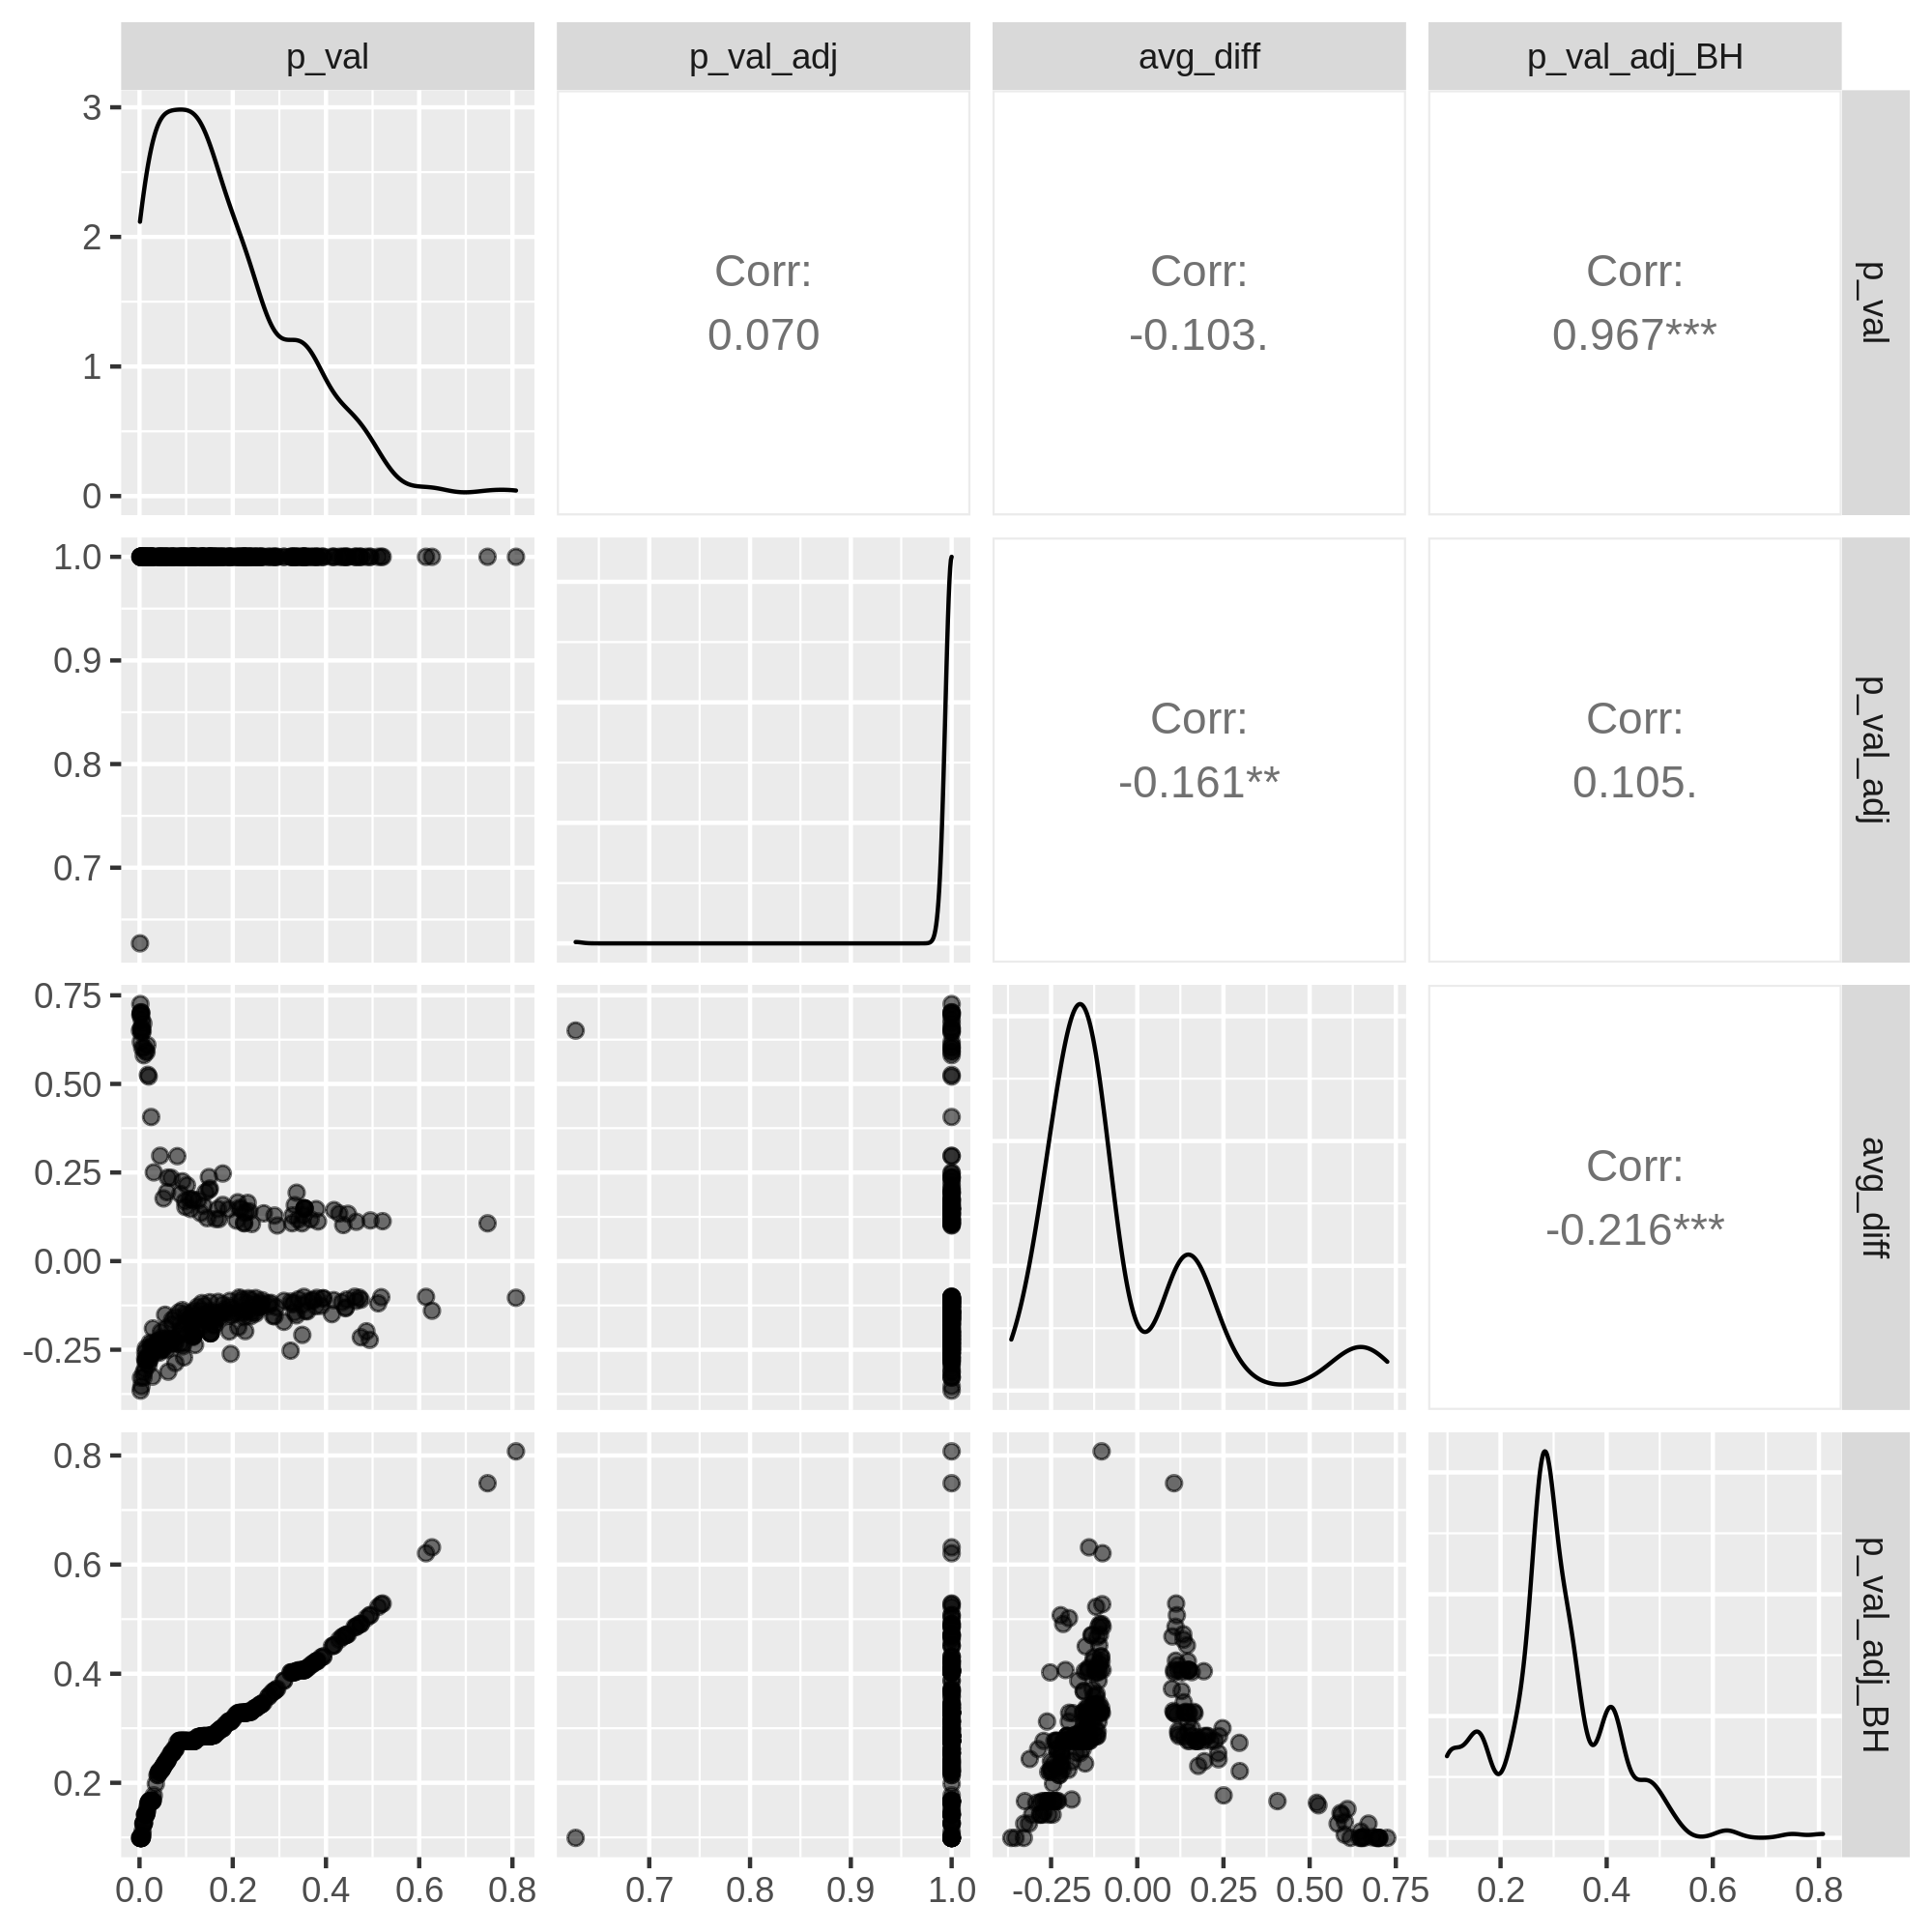 p_val p_val_adj avg_diff p_val_adj_BH
3
2
1
0
Corr:
0.070
Corr:
-0.103.
Corr:
0.967***
p_val
1.0
0.9
0.8
0.7
Corr:
-0.161**
Corr:
0.105.
p_val_adj
0.75
0.50
0.25
0.00
-0.25
Corr:
-0.216***
avg_diff
0.8
0.6
0.4
0.2
p_val_adj_BH
0.0 0.2 0.4 0.6 0.8
0.7 0.8 0.9 1.0
-0.25 0.00 0.25 0.50 0.75
0.2 0.4 0.6 0.8